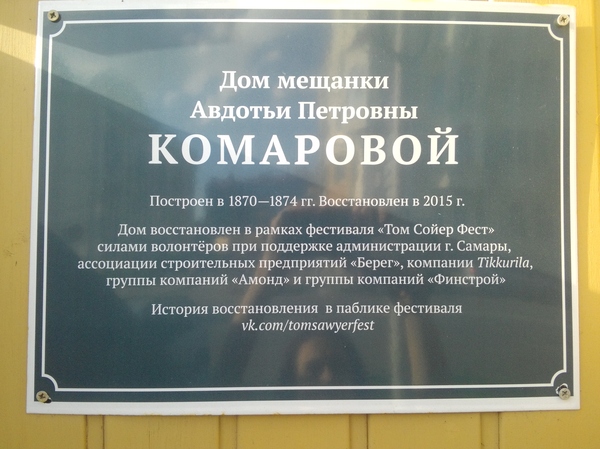 Дом мещанки
Авдотьи Петровны
КОМАРОВОЙ
Построен в 1870—1874 гг. Восстановлен в 2015 г.
Дом восстановлен в рамках фестиваля «Том Сойер Фест»
силами волонтёров при поддержке администрации г. Самары,
ассоциации строительных предприятий «Берег», компании Tikkurila,
группы компаний «Амонд» и группы компаний «Финстрой»
История восстановления в паблике фестиваля
vk.com/tomsawyerfest